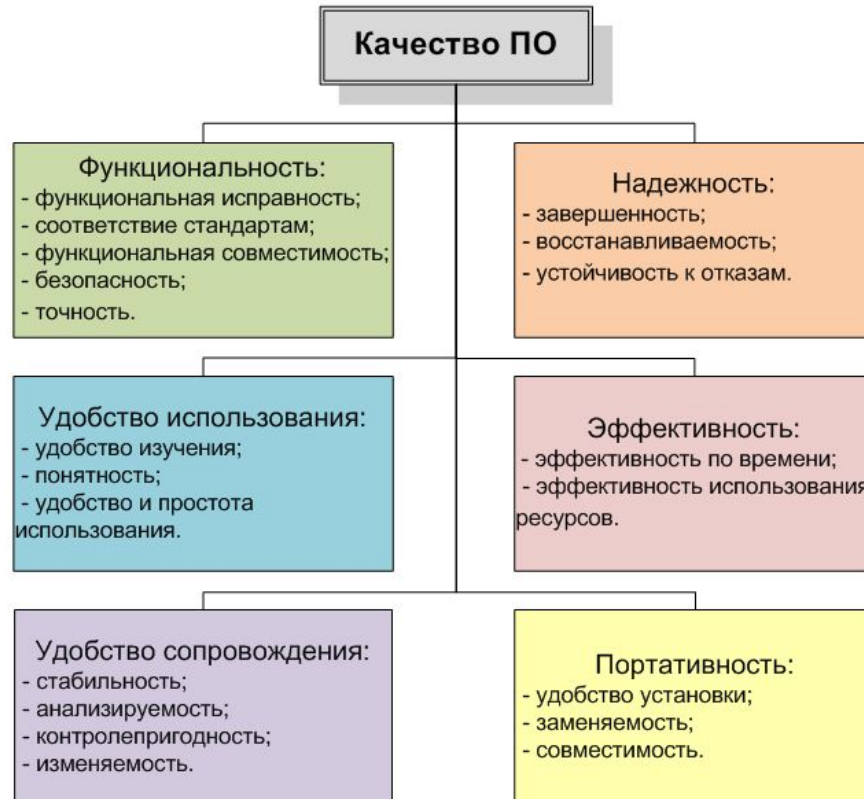 Качество ПО
Функциональность:
- функциональная исправность;
- соответствие стандартам;
- функциональная совместимость;
- безопасность;
- точность.
Надежность:
- завершенность;
- восстанавливаемость;
- устойчивость к отказам.
Удобство использования:
- удобство изучения;
- понятность;
- удобство и простота
использования.
Эффективность:
- эффективность по времени;
- эффективность использования
ресурсов.
Удобство сопровождения:
- стабильность;
- анализируемость;
- контролепригодность;
- изменяемость.
Портативность:
- удобство установки;
- заменяемость;
- совместимость.